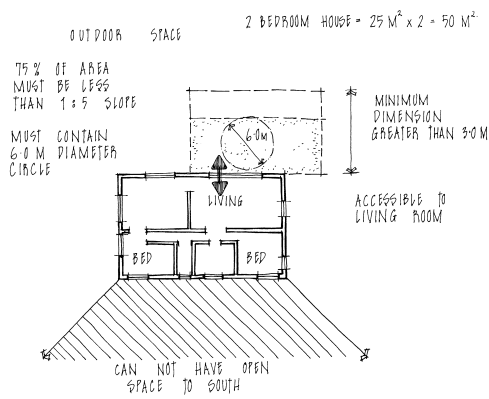 2 BEDROOM HOUSE = 25 M² x 2 = 50 M².
OUTDOOR SPACE
75% OF AREA
MUST BE LESS
THAN 1:5 SLOPE
MUST CONTAIN
6.0 M DIAMETER
CIRCLE
6.0M
MINIMUM
DIMENSION
GREATER THAN 3.0M
ACCESSIBLE TO
LIVING ROOM
LIVING
BED
BED
CAN NOT HAVE OPEN
SPACE TO SOUTH